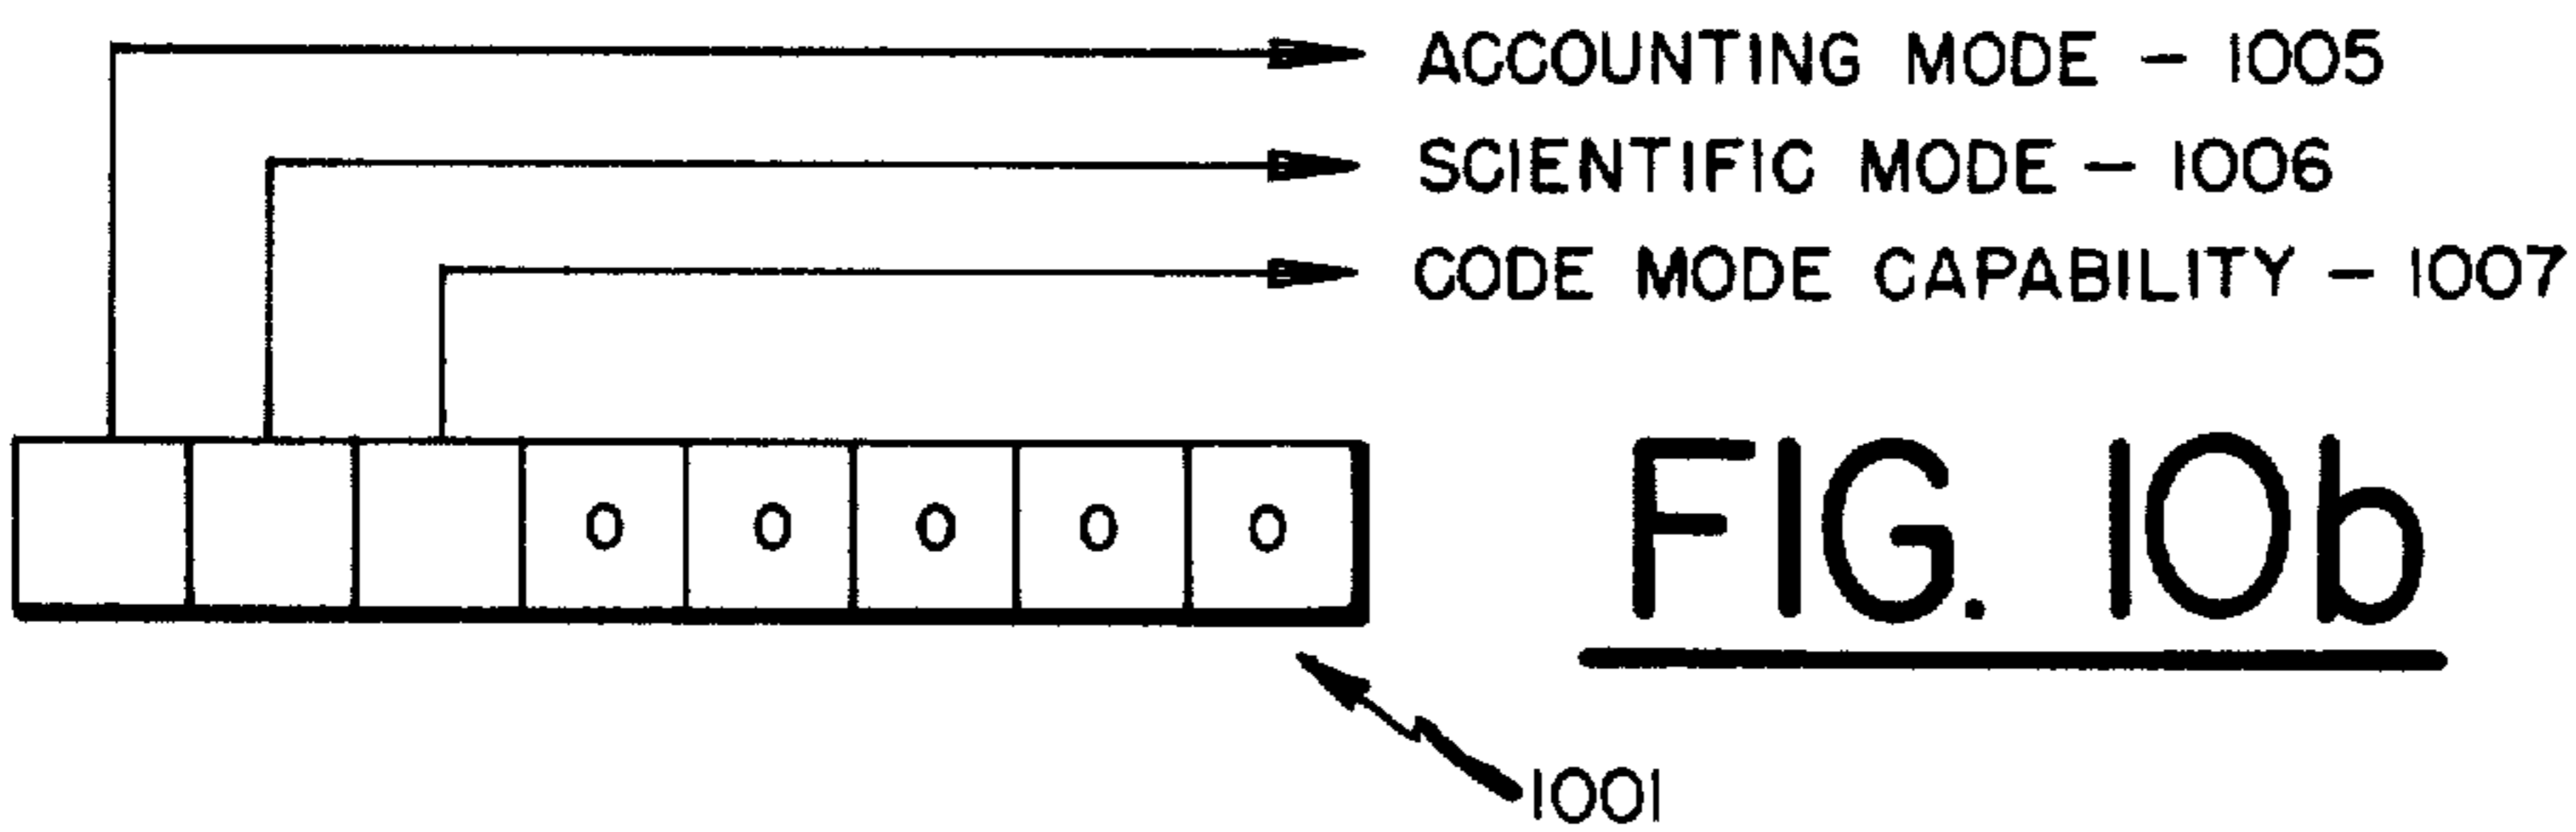 ACCOUNTING MODE – 1005
SCIENTIFIC MODE – 1006
CODE MODE CAPABILITY – 1007
0 0 0 0 0
FIG. 10b
1001